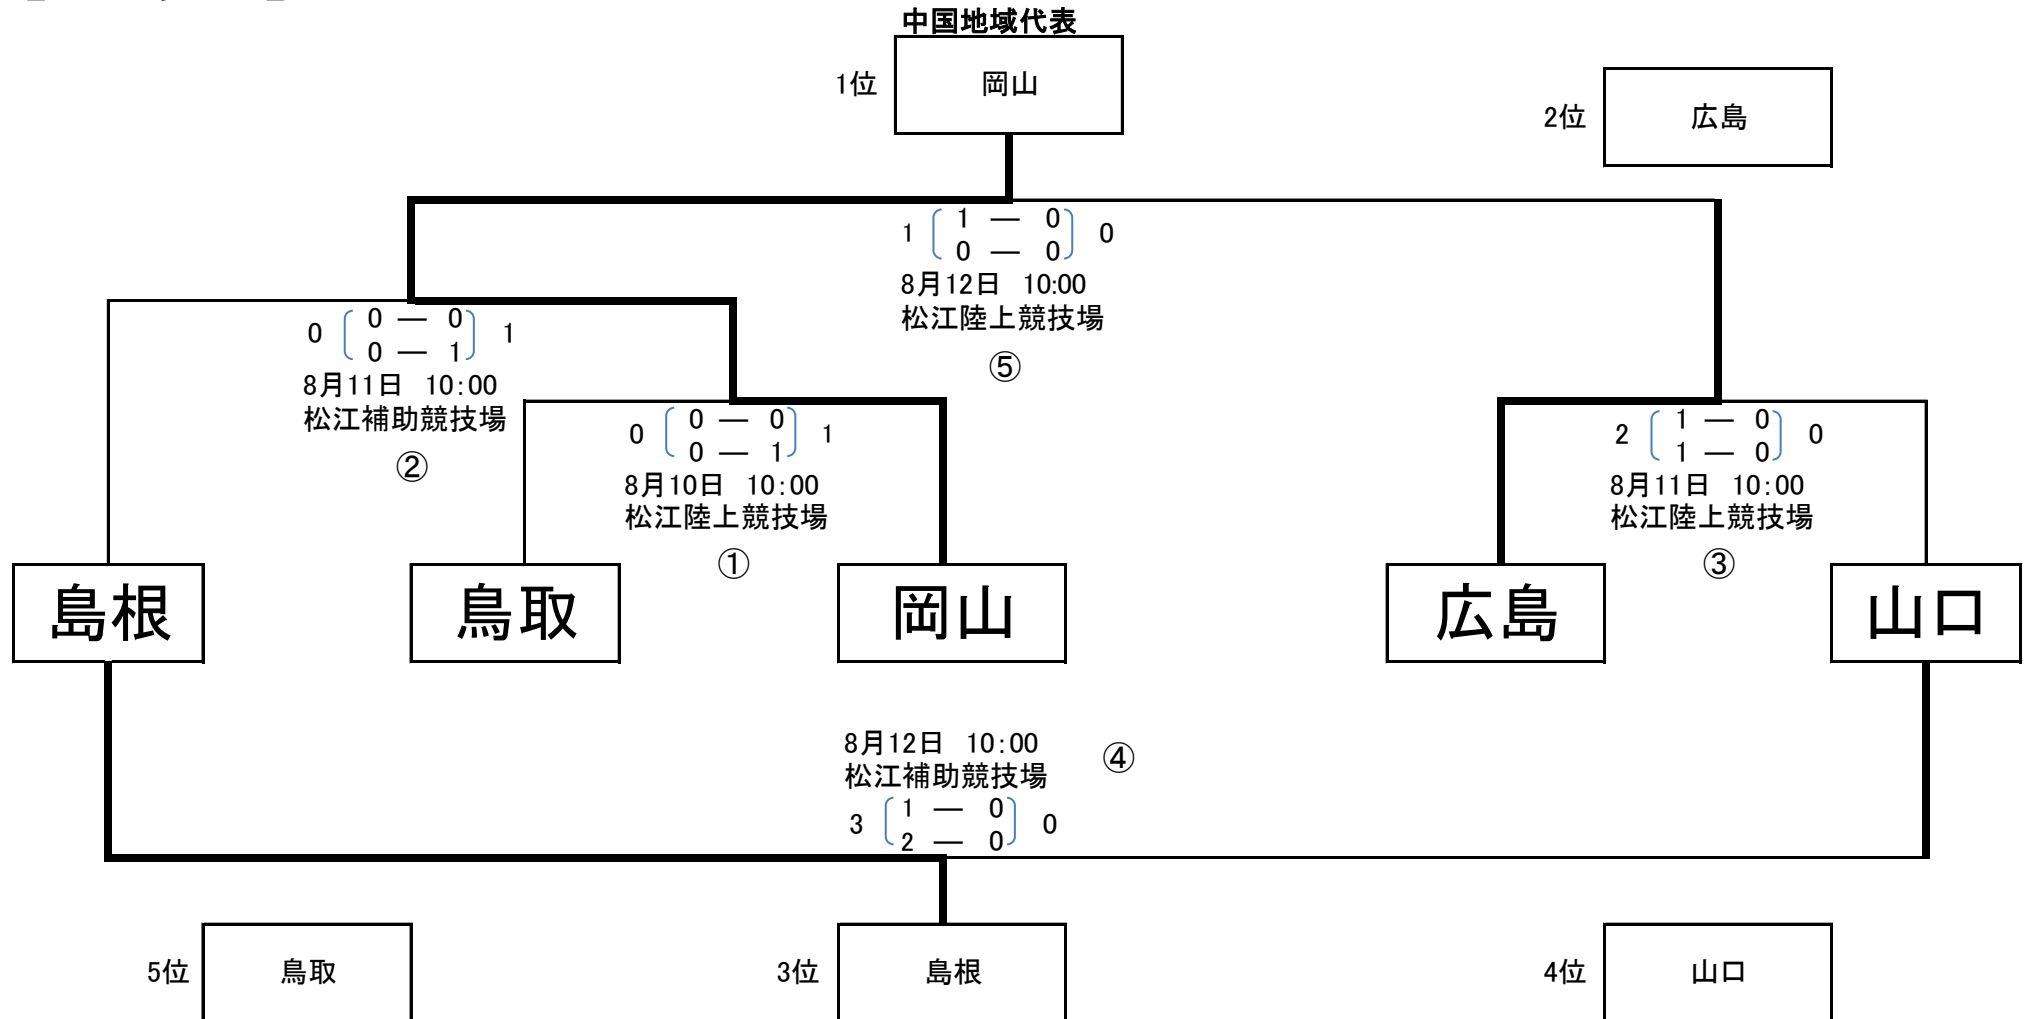 中国地域代表
1位 岡山
2位 広島
1 1 ― 0 0
0 ― 0
8月12日 10:00
松江陸上競技場
⑤
0 0 ― 0 1
0 ― 1
8月11日 10:00
松江補助競技場
②
0 0 ― 0 1
0 ― 1
8月10日 10:00
松江陸上競技場
①
2 1 ― 0 0
1 ― 0
8月11日 10:00
松江陸上競技場
③
島根 鳥取 岡山 広島 山口
8月12日 10:00
松江補助競技場
④
3 1 ― 0 0
2 ― 0
5位 鳥取 3位 島根 4位 山口